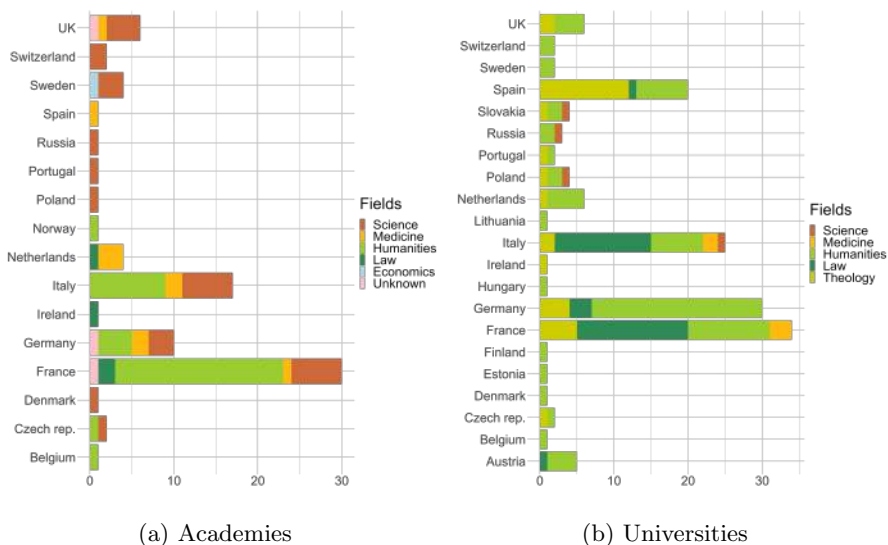 UK
Switzerland
Sweden
Spain
Russia
Portugal
Poland
Norway
Netherlands
Italy
Ireland
Germany
France
Denmark
Czech rep.
Belgium
0 10 20 30
Fields
Science
Medicine
Humanities
Law
Economics
Unknown
(a) Academies
UK
Switzerland
Sweden
Spain
Slovakia
Russia
Portugal
Poland
Netherlands
Lithuania
Italy
Ireland
Hungary
Germany
France
Finland
Estonia
Denmark
Czech rep.
Belgium
Austria
0 10 20 30
Fields
Science
Medicine
Humanities
Law
Theology
(b) Universities